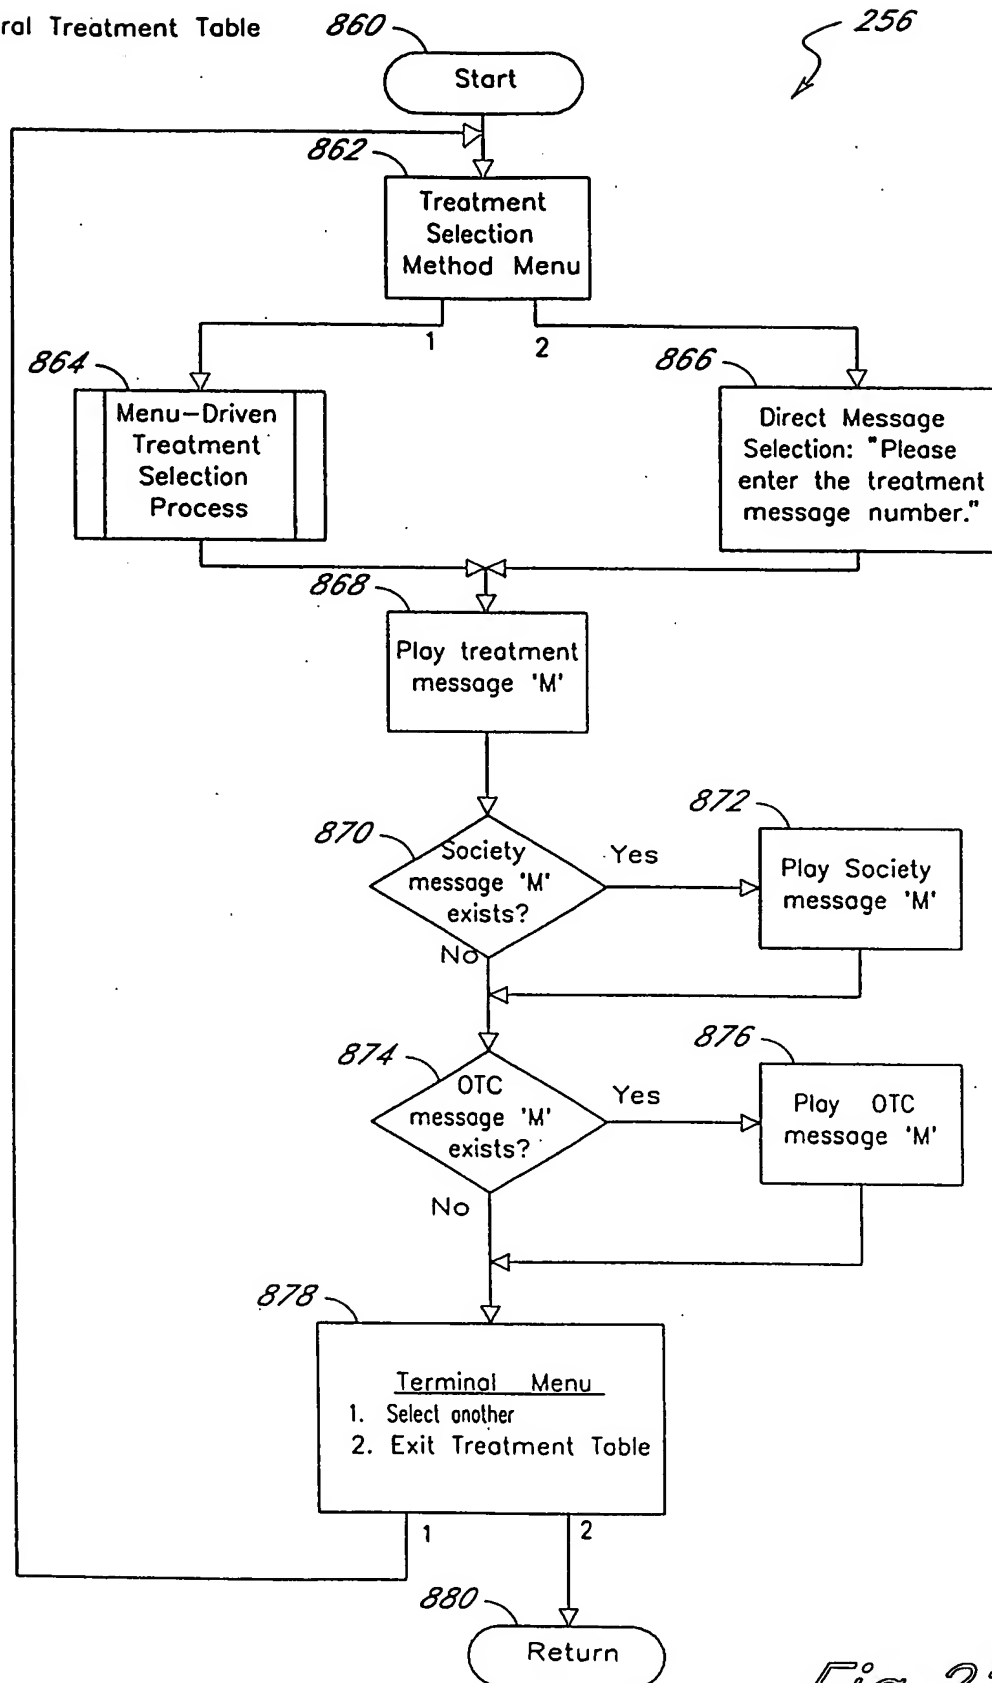 Treatment Table
860
256
Start
862
Treatment
Selection
Method Menu
1
2
864
Menu-Driven
Treatment
Selection
Process
866
Direct Message
Selection: "Please
enter the treatment
message number."
868
Play treatment
message 'M'
870
Society
message 'M'
exists?
Yes
No
872
Play Society
message 'M'
874
OTC
message 'M'
exists?
Yes
No
876
Play OTC
message 'M'
878
Terminal Menu
1. Select another
2. Exit Treatment Table
1
2
880
Return